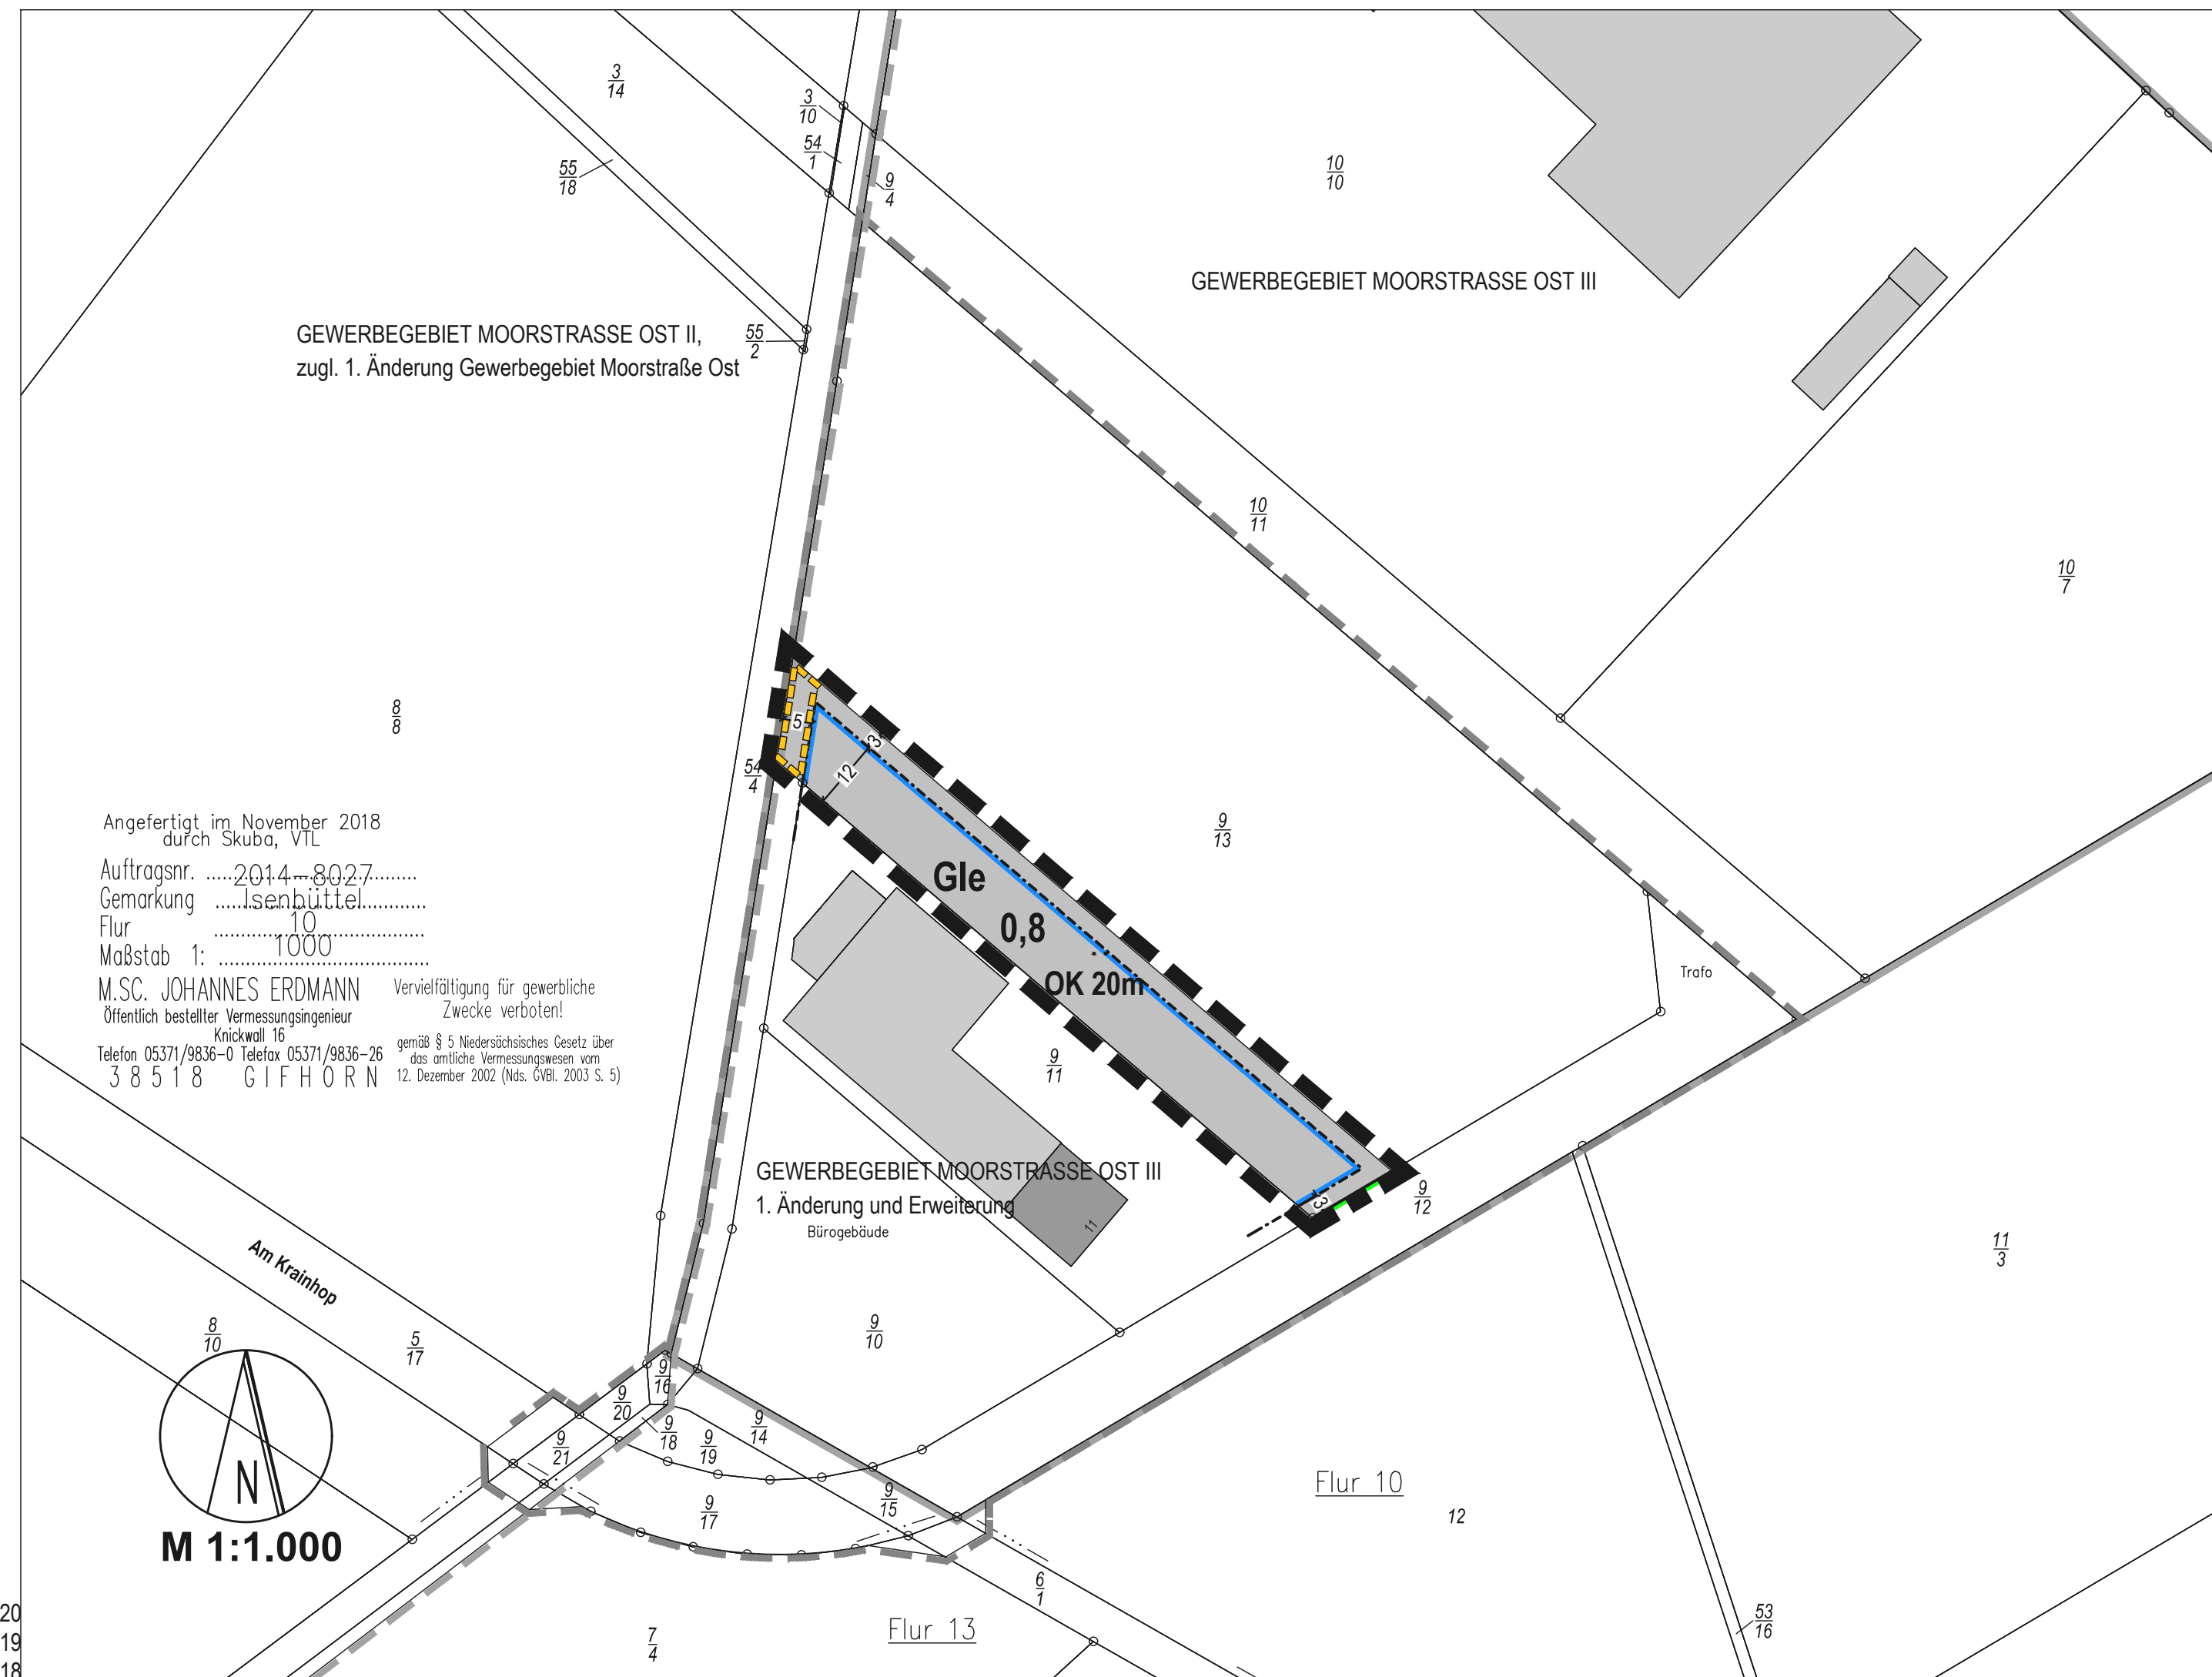 3
14
3
10
54
1
55
18
9
4
10
10
GEWERBEGEBIET MOORSTRASSE OST III
GEWERBEGEBIET MOORSTRASSE OST II,
zugl. 1. Änderung Gewerbegebiet Moorstraße Ost
55
2
10
11
10
7
8
8
5
3
12
54
4
9
13
Gle
0,8
OK 20m
Angefertigt im November 2018
durch Skuba, VTL
Auftragsnr. 2014-8027
Gemarkung Isenbüttel
Flur 10
Maßstab 1: 1000
M.SC. JOHANNES ERDMANN
Öffentlich bestellter Vermessungsingenieur
Knickwall 16
Telefon 05371/9836-0 Telefax 05371/9836-26
38518 GIFHORN
Vervielfältigung für gewerbliche
Zwecke verboten!
gemäß § 5 Niedersächsisches Gesetz über
das amtliche Vermessungswesen vom
12. Dezember 2002 (Nds. GVBl. 2003 S. 5)
Trafo
9
11
GEWERBEGEBIET MOORSTRASSE OST III
1. Änderung und Erweiterung
Bürogebäude
11
3
9
12
11
3
Am Krainhop
8
10
5
17
9
10
9
16
9
20
9
18
9
19
9
14
9
21
9
17
9
15
N
M 1:1.000
Flur 10
12
6
1
53
16
Flur 13
7
4
20
19
18